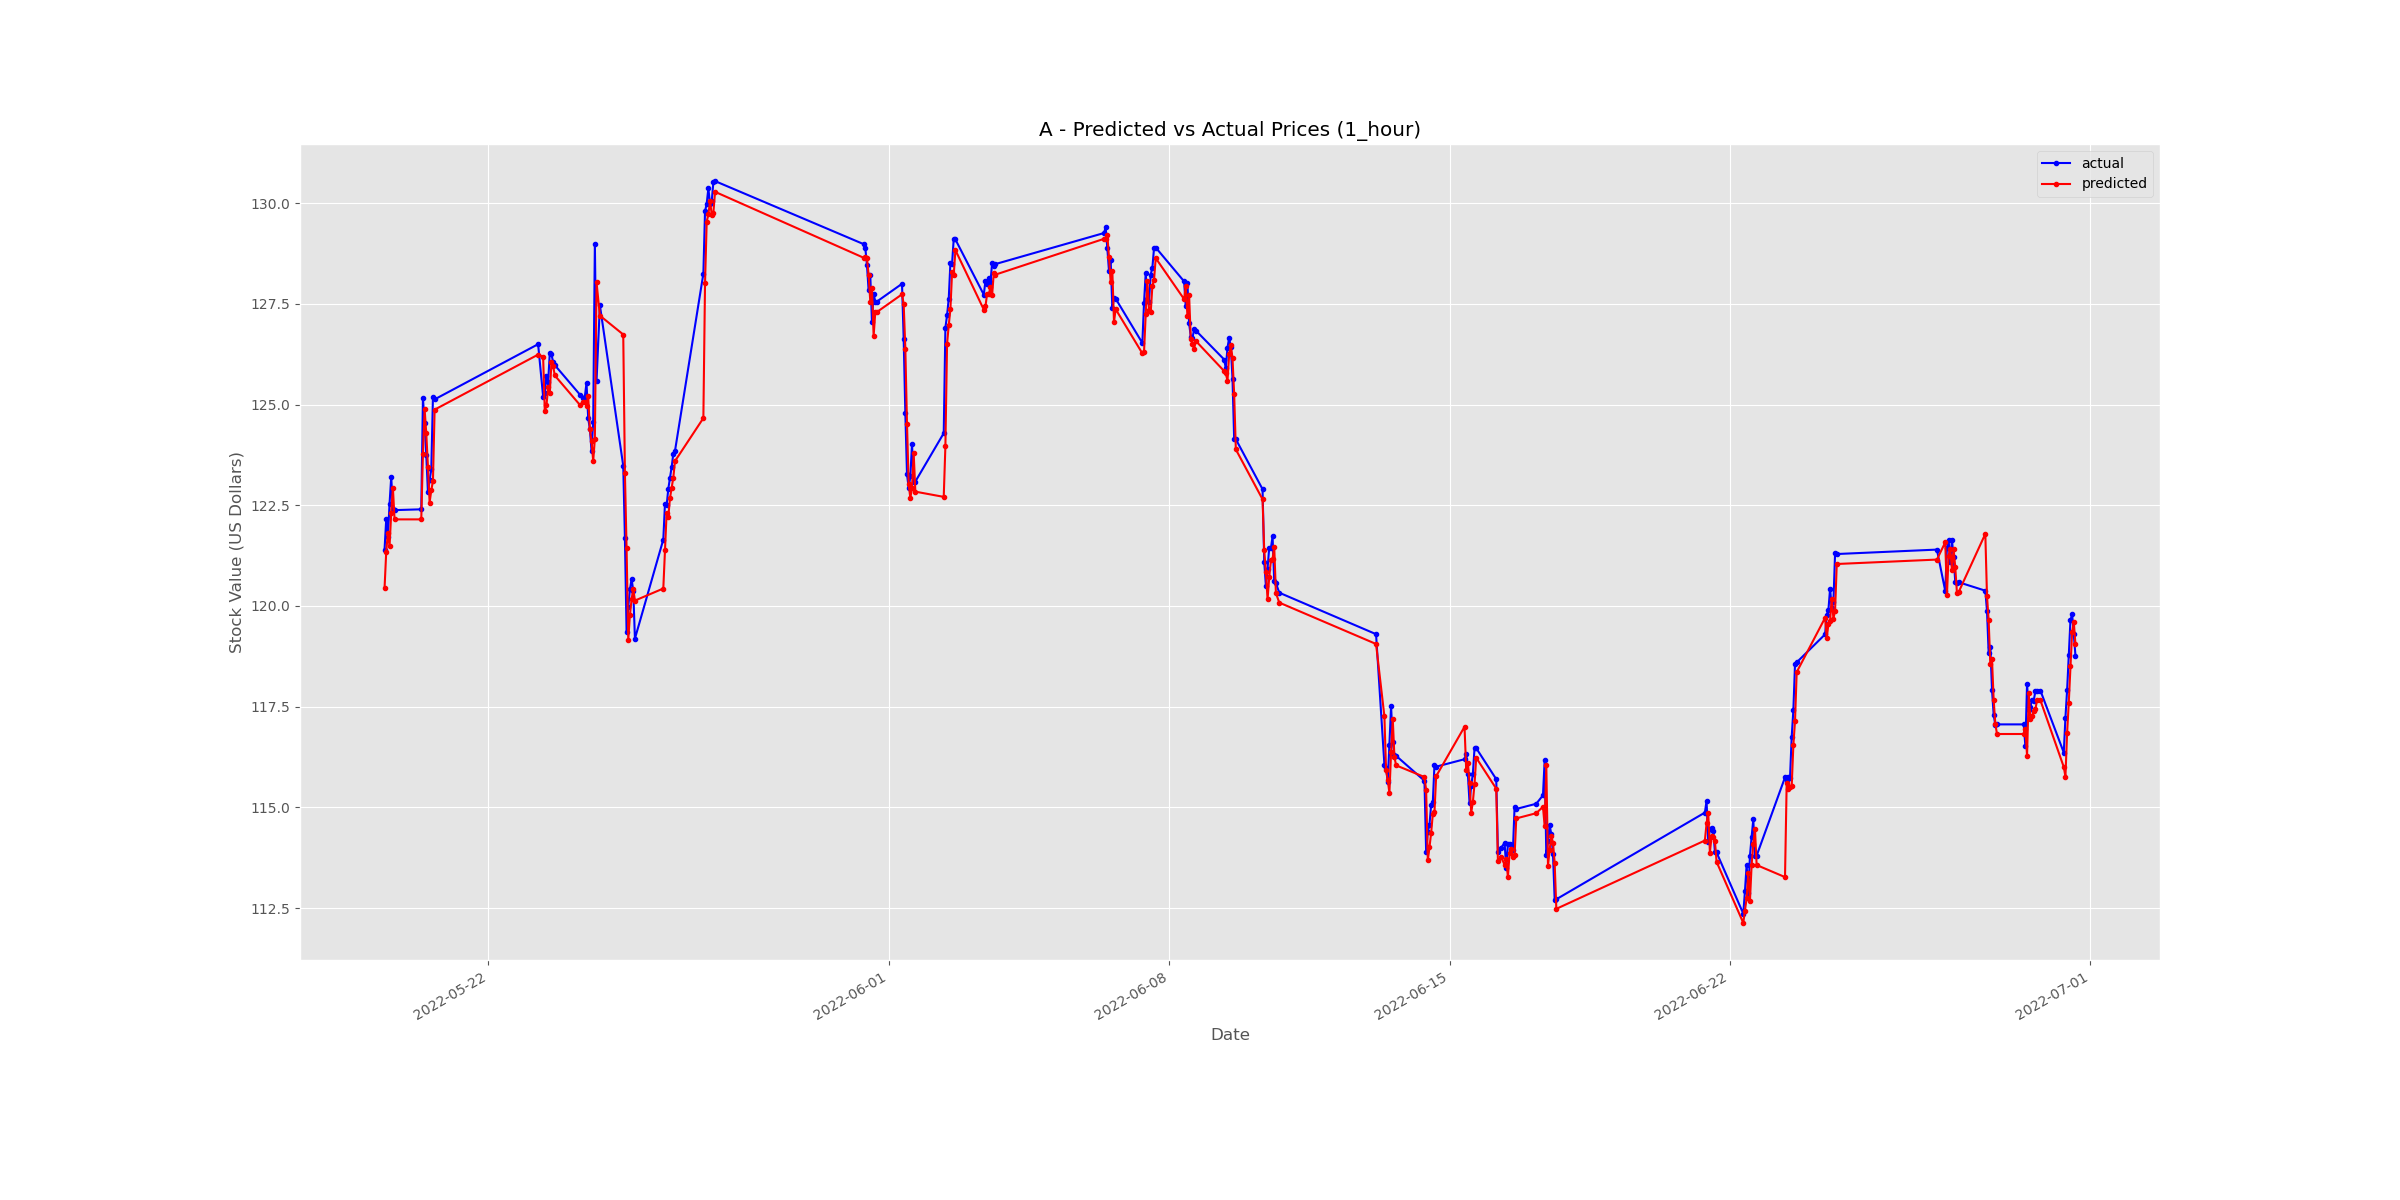 A - Predicted vs Actual Prices (1_hour)
actual
predicted
130.0
127.5
125.0
122.5
120.0
117.5
115.0
112.5
Stock Value (US Dollars)
2022-05-22
2022-06-01
2022-06-08
2022-06-15
2022-06-22
2022-07-01
Date